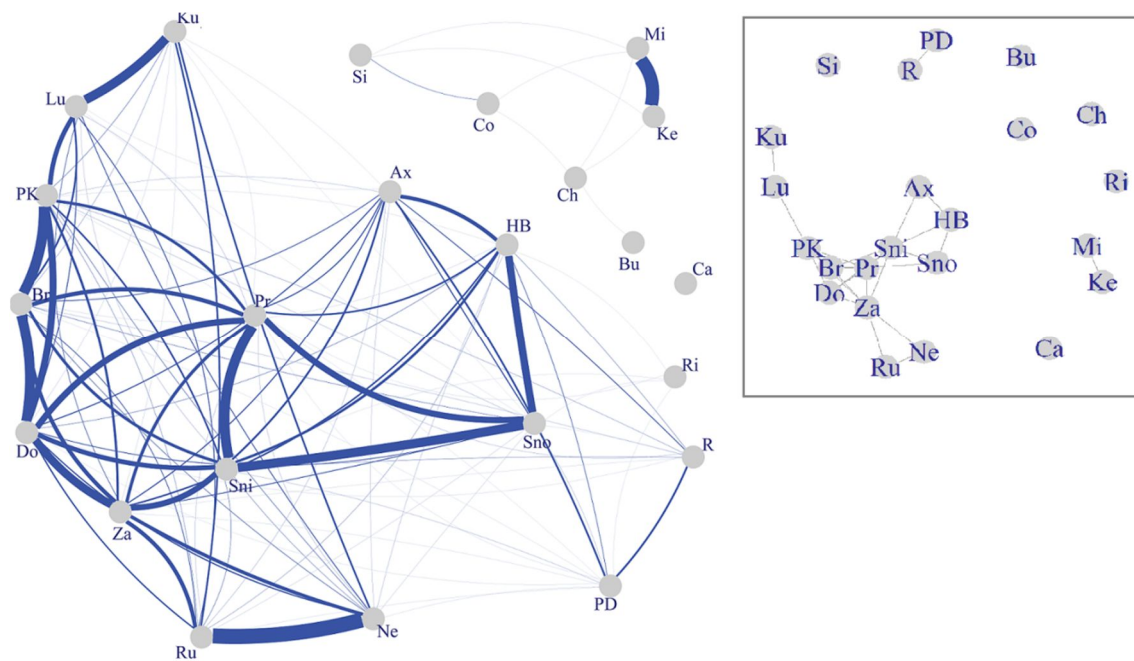 Ku
Mi
Si
Lu
Co
Ke
Ax
PK
Ch
HB
Bu
Ca
Br
Pr
Ri
Sno
R
Do
Sni
Za
PD
Ne
Ru
PD
Si
R
Bu
Ch
Co
Ku
Lu
Ax
Ri
HB
PK
Sni
Mi
Br
Pr
Sno
Ke
Do
Za
Ne
Ca
Ru